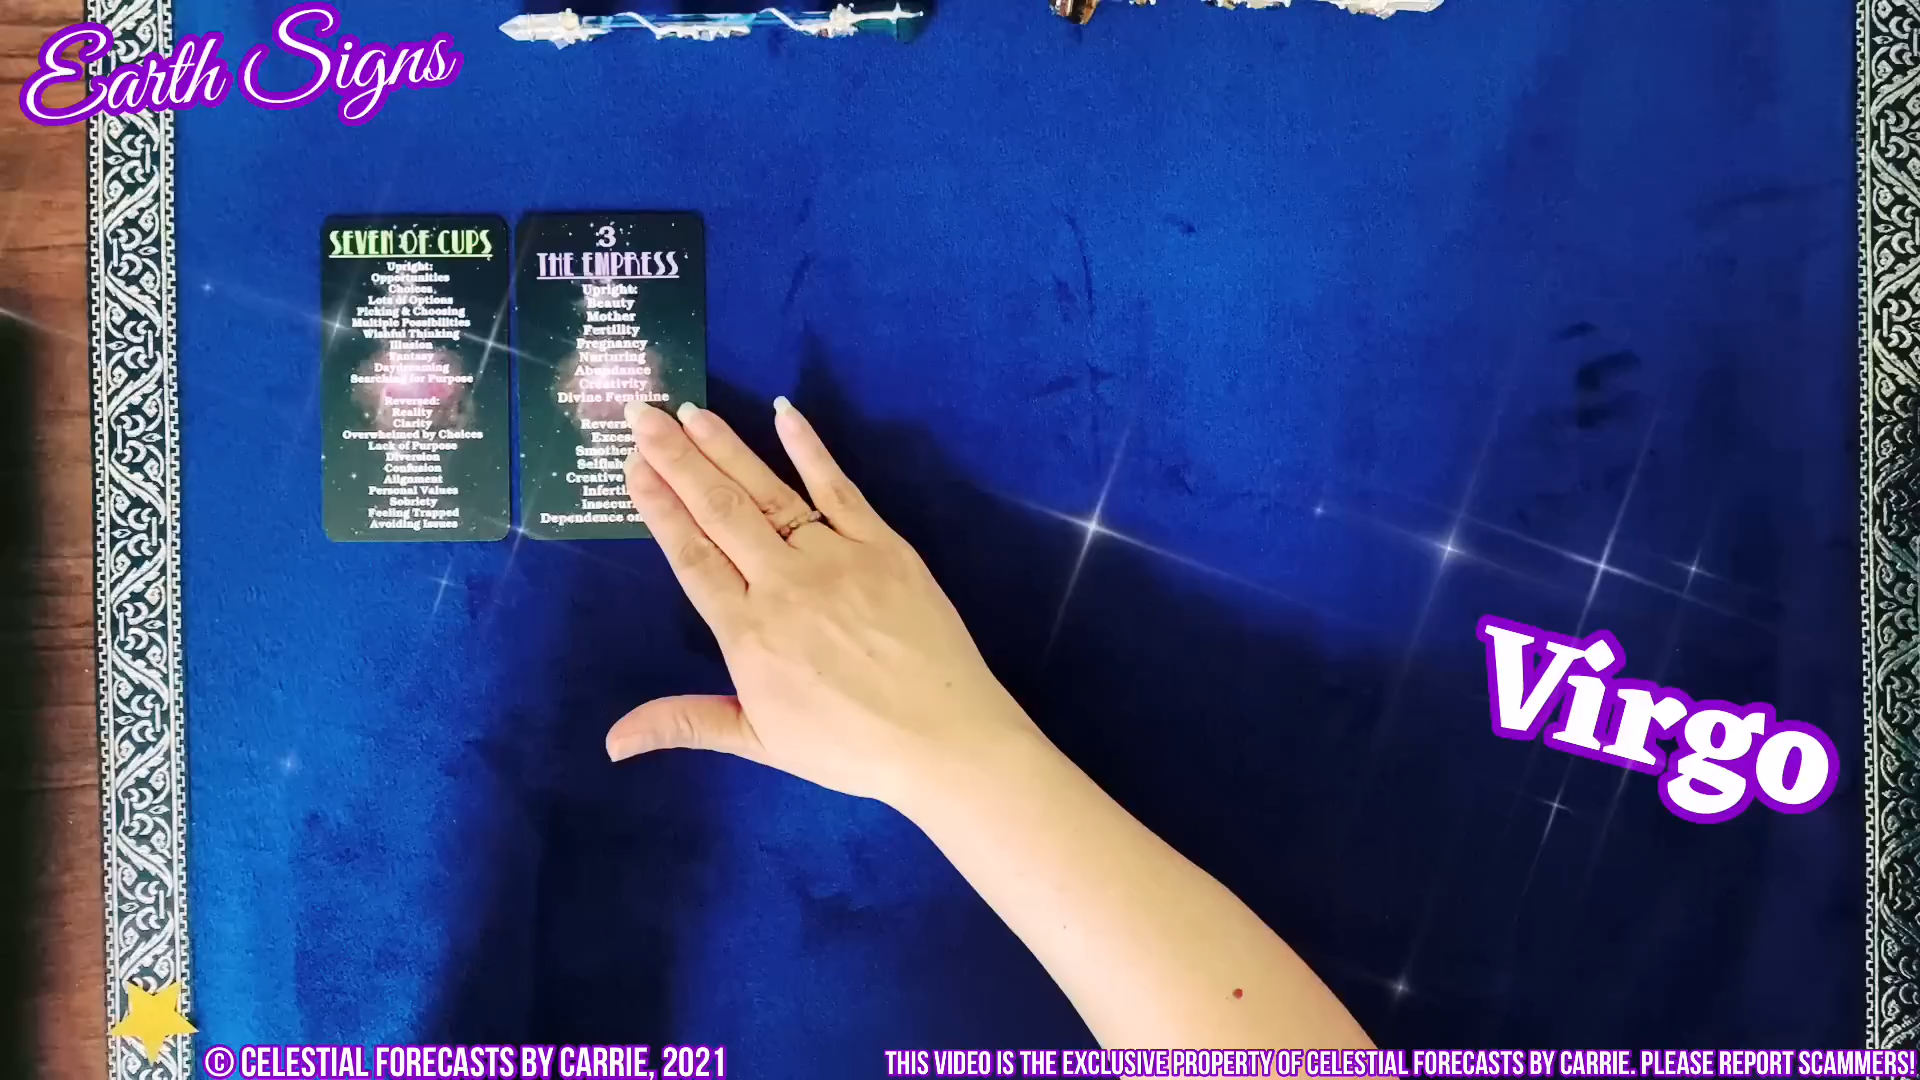 Earth Signs
SEVEN OF CUPS
Upright:
Opportunities
Choices
Lots of Options
Picking & Choosing
Multiple Possibilities
Wishful Thinking
Illusion
Fantasy
Daydreaming
Searching for Purpose
Reversed:
Reality
Clarity
Overwhelmed by Choices
Lack of Purpose
Diversion
Confusion
Alignment
Personal Values
Sobriety
Feeling Trapped
Avoiding Issues
3
THE EMPRESS
Upright:
Beauty
Mother
Fertility
Pregnancy
Nurturing
Abundance
Creativity
Divine Feminine
Creative
Dependence on
Virgo
© CELESTIAL FORECASTS BY CARRIE, 2021
THIS VIDEO IS THE EXCLUSIVE PROPERTY OF CELESTIAL FORECASTS BY CARRIE. PLEASE REPORT SCAMMERS!